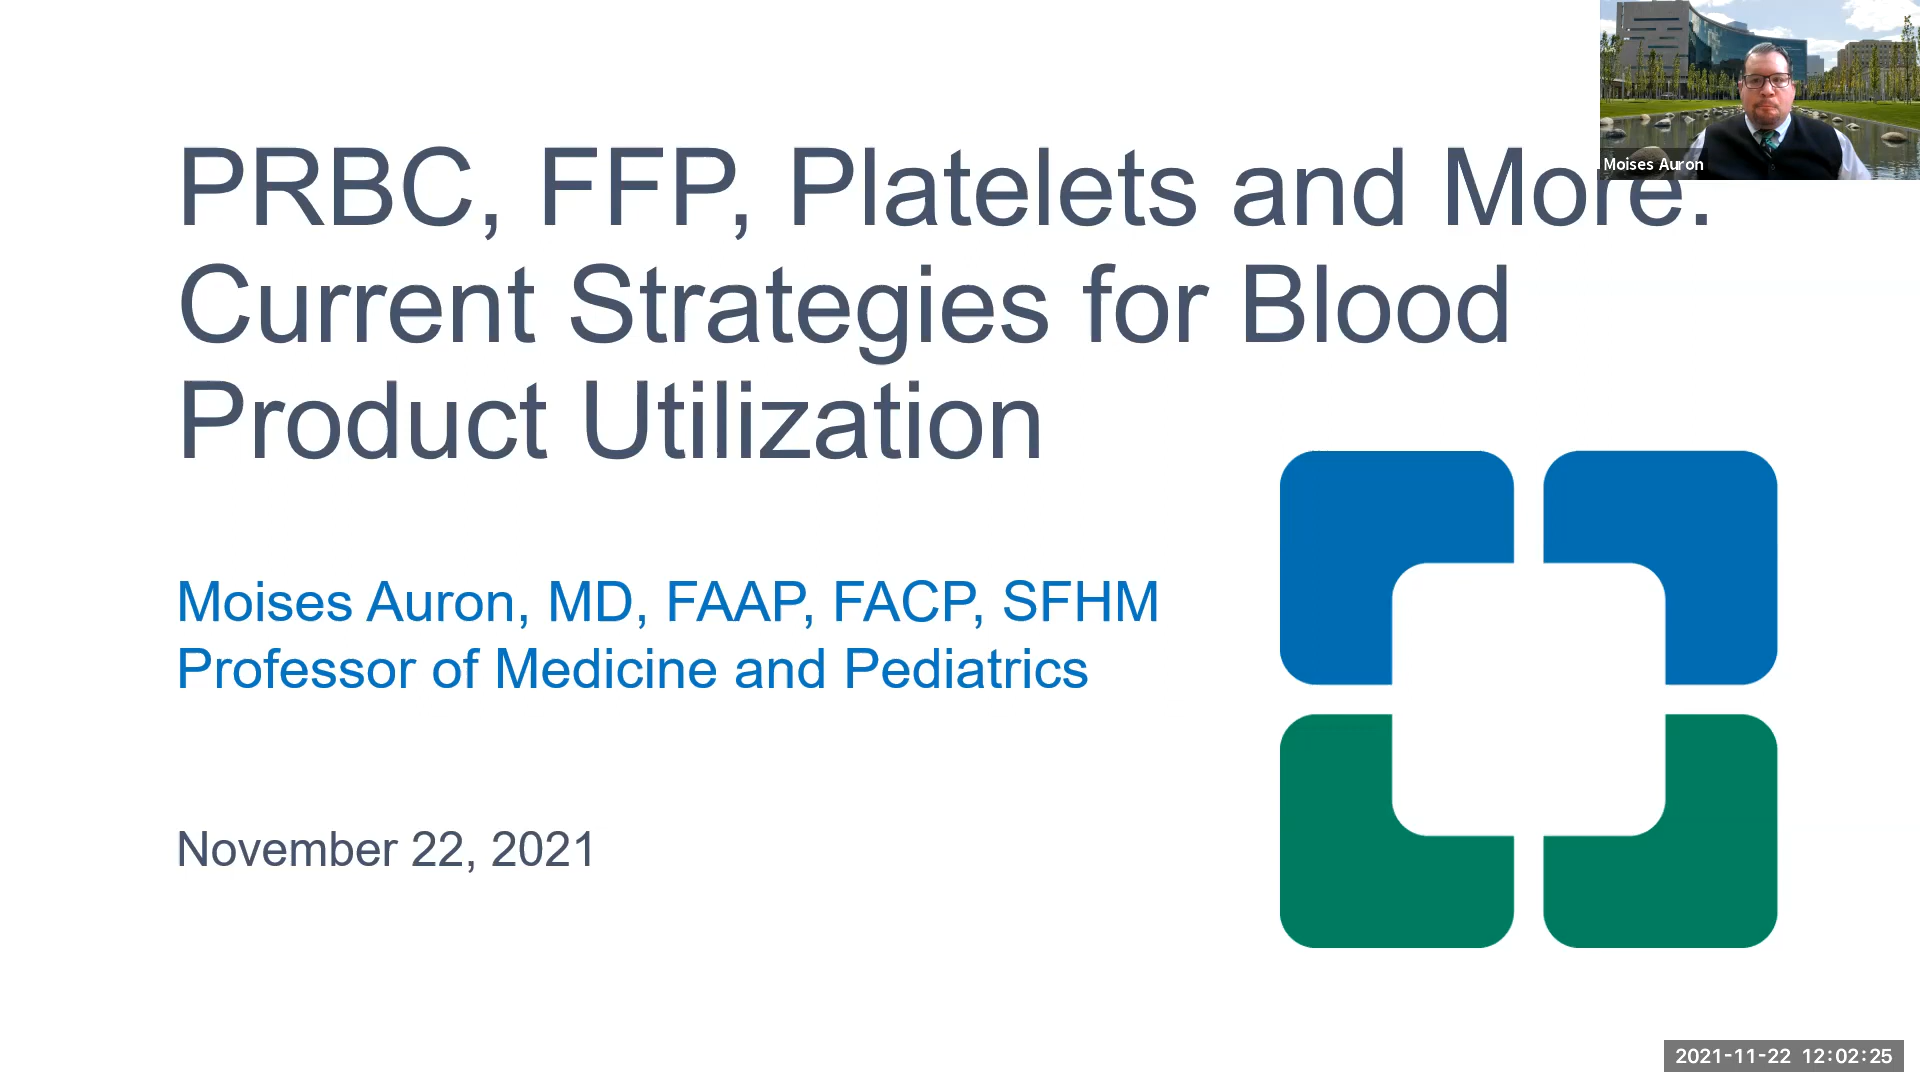 PRBC, FFP, Platelets and More.
Current Strategies for Blood
Product Utilization
Moises Auron
Moises Auron, MD, FAAP, FACP, SFHM
Professor of Medicine and Pediatrics
November 22, 2021
2021-11-22 12:02:25